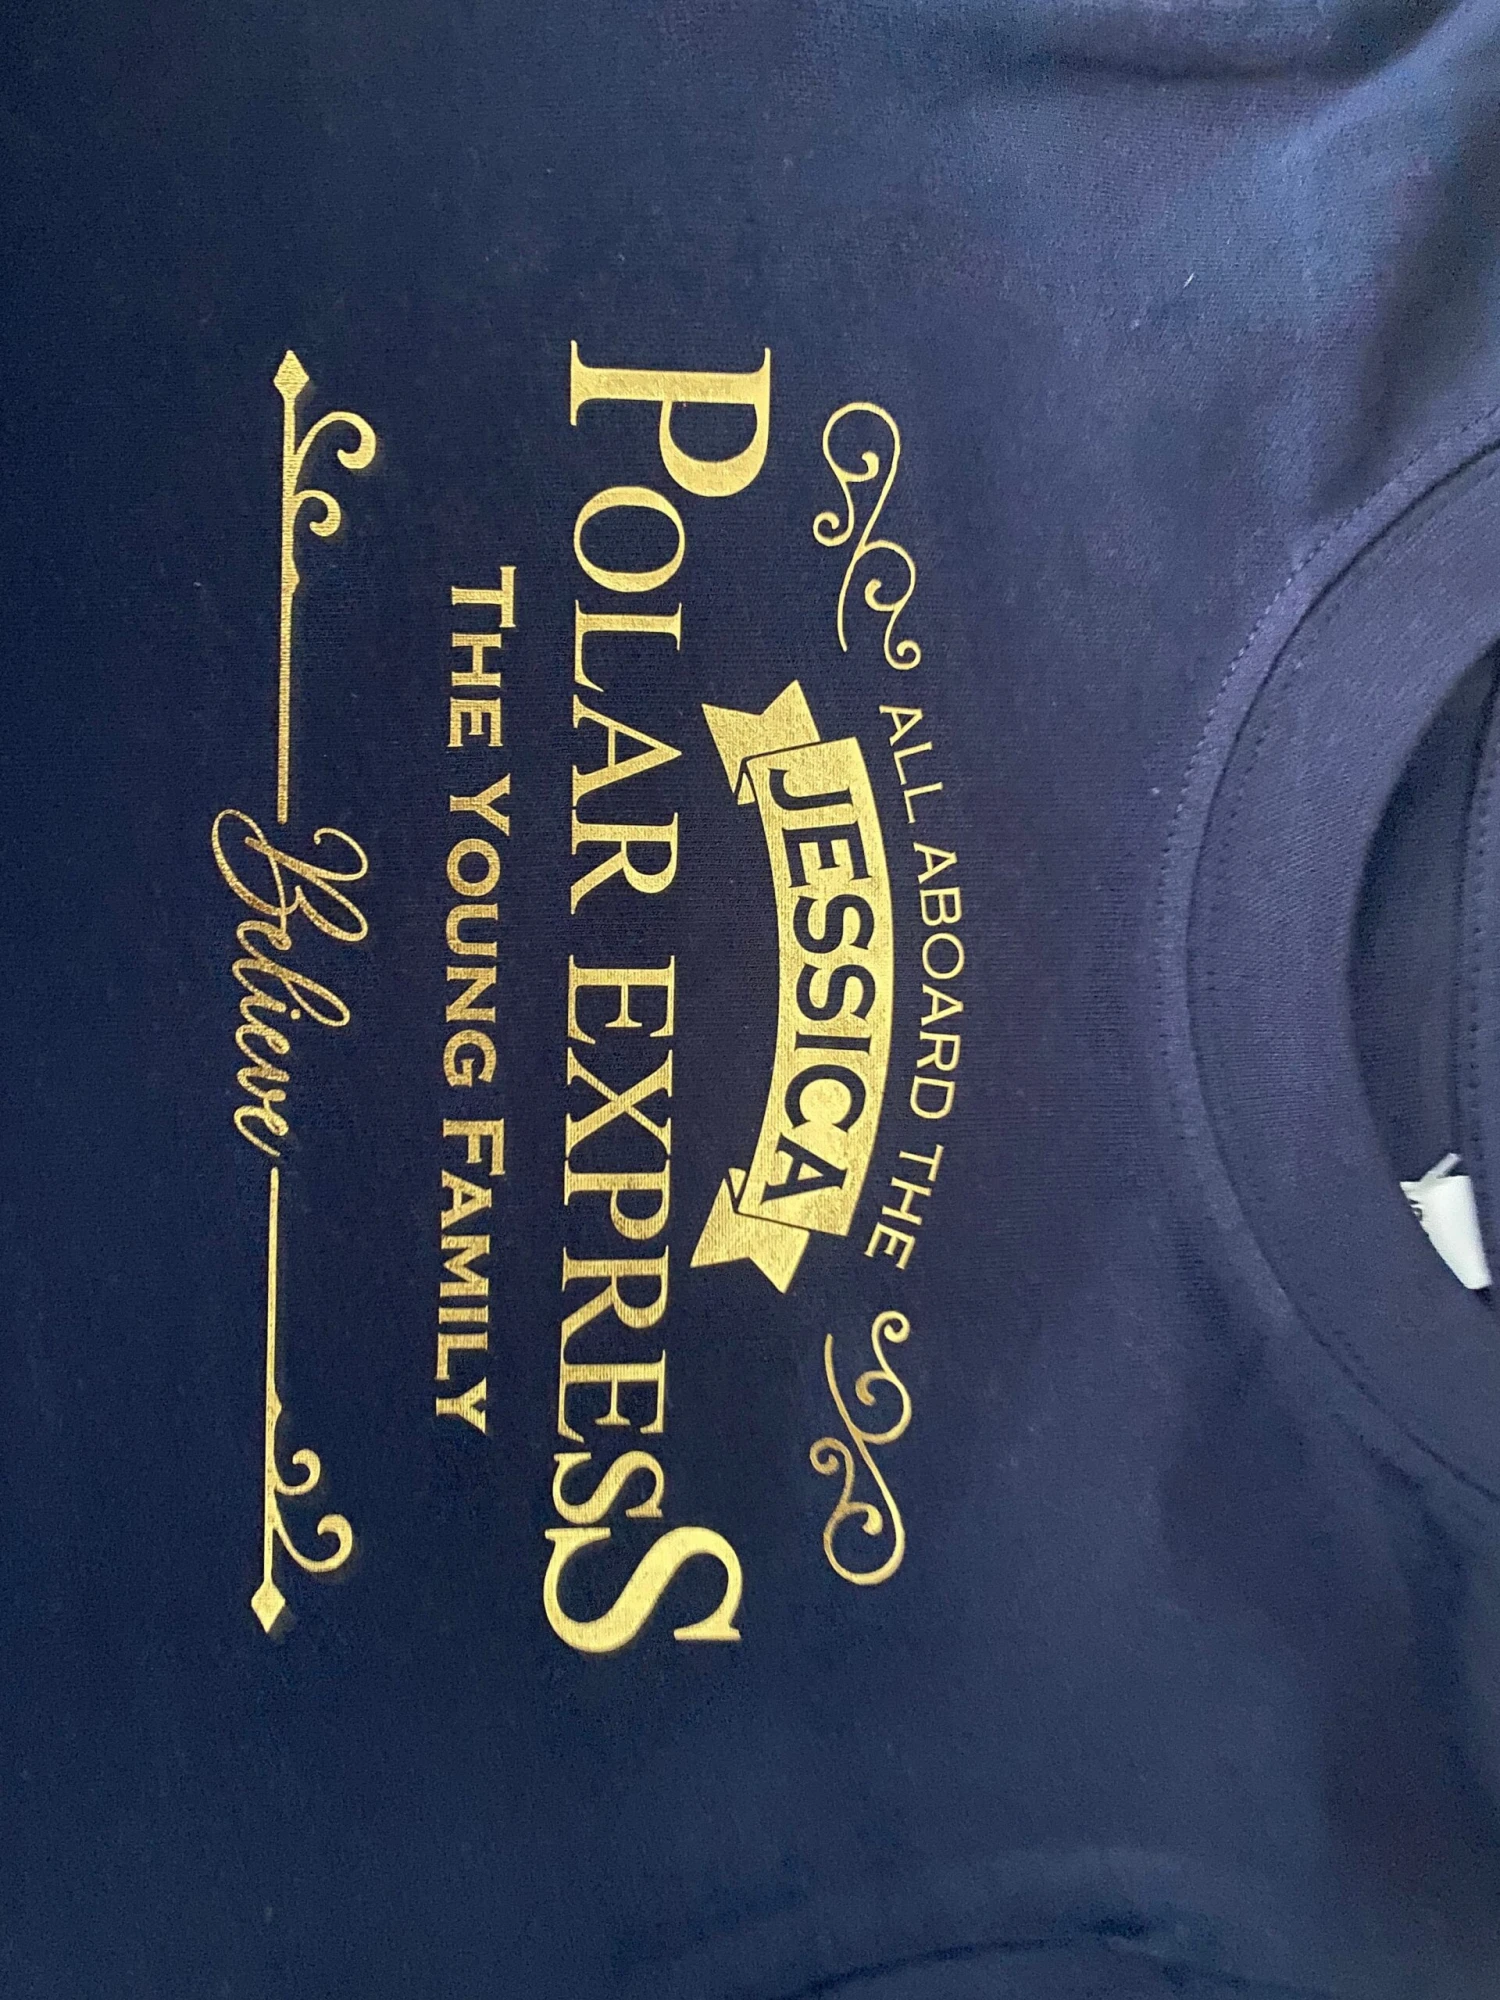 ALL ABOARD THE
JESSICA
POLAR EXPRESS
THE YOUNG FAMILY
Believe